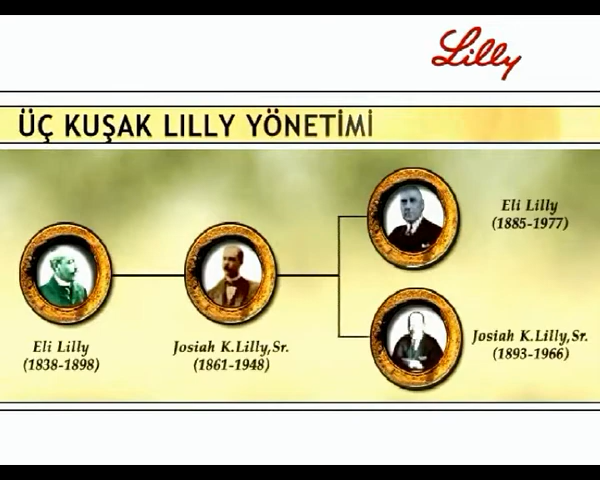 Lilly
ÜÇ KUŞAK LILLY YÖNETİMİ
Eli Lilly
(1838-1898)
Josiah K.Lilly,Sr.
(1861-1948)
Eli Lilly
(1885-1977)
Josiah K.Lilly,Sr.
(1893-1966)